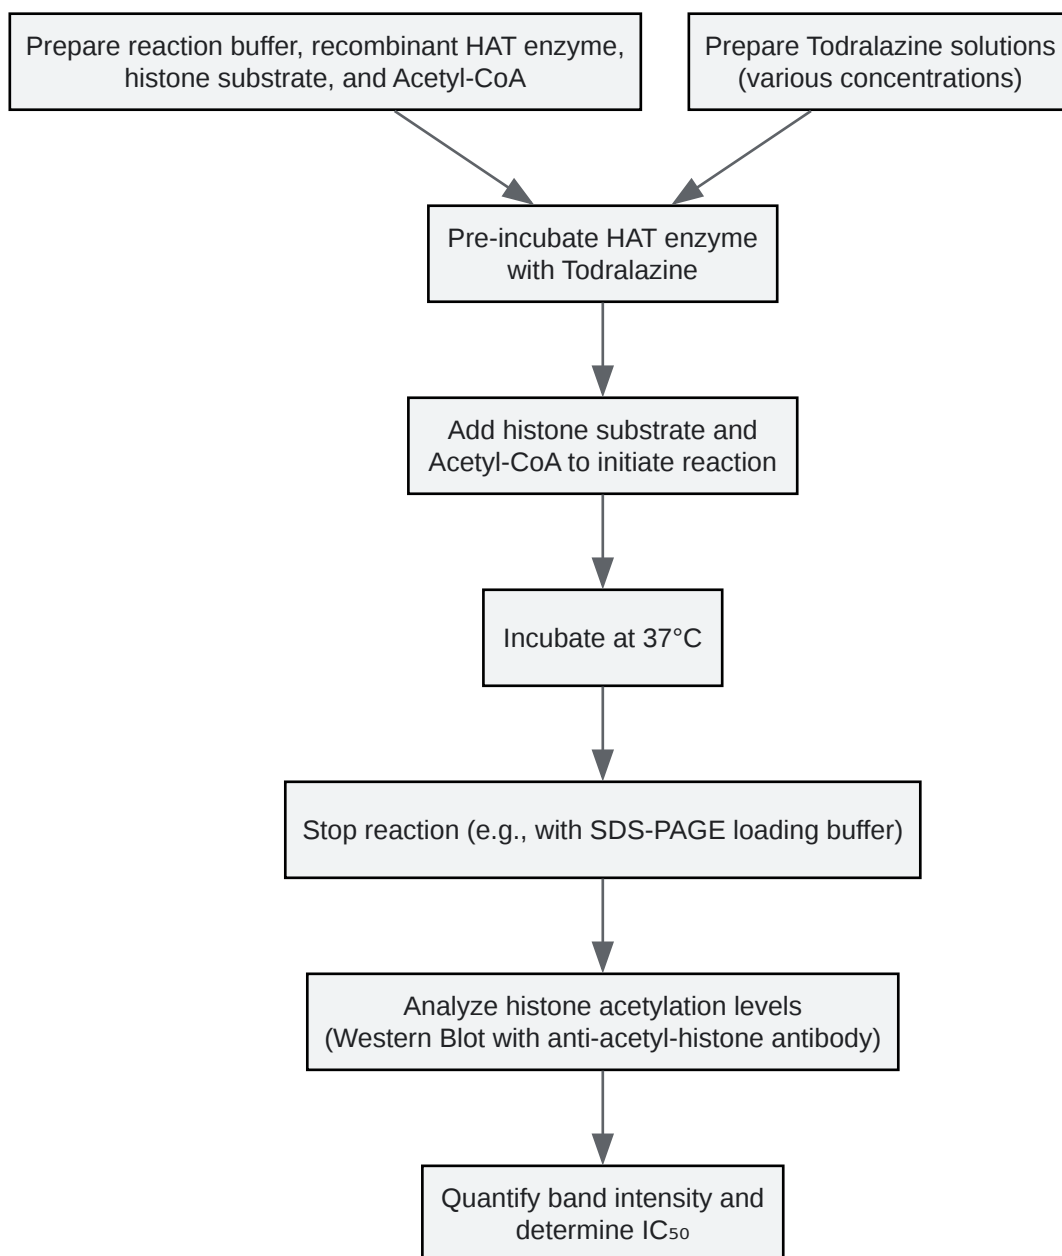 Prepare reaction buffer, recombinant HAT enzyme,
histone substrate, and Acetyl-CoA
Prepare Todralazine solutions
(various concentrations)
Pre-incubate HAT enzyme
with Todralazine
Add histone substrate and
Acetyl-CoA to initiate reaction
Incubate at 37°C
Stop reaction (e.g., with SDS-PAGE loading buffer)
Analyze histone acetylation levels
(Western Blot with anti-acetyl-histone antibody)
Quantify band intensity and
determine IC₅₀